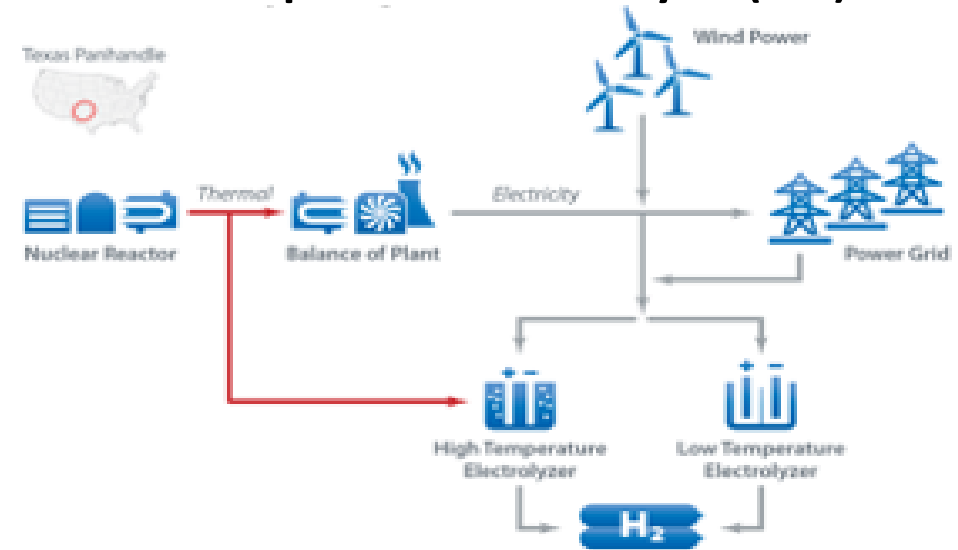 Texas Panhandle
Wind Power
Thermal
Electricity
Nuclear Reactor
Balance of Plant
Power Grid
+ −
+ −
High Temperature
Electrolyzer
Low Temperature
Electrolyzer
H₂